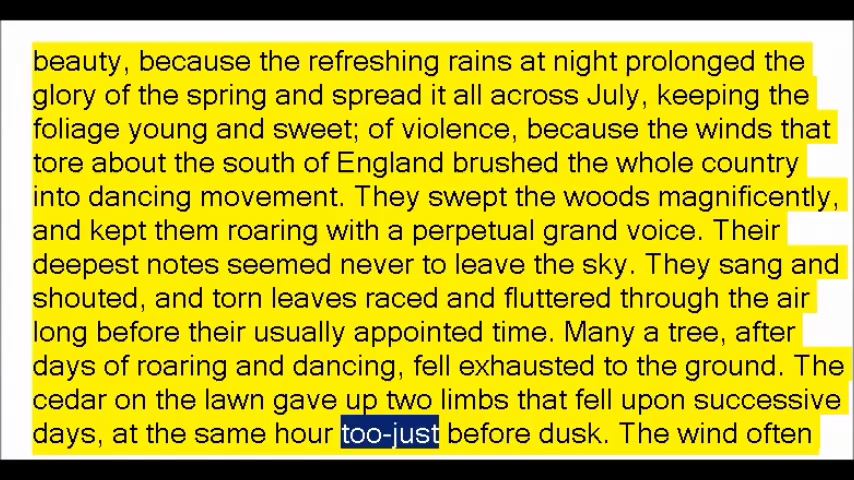 beauty, because the refreshing rains at night prolonged the
glory of the spring and spread it all across July, keeping the
foliage young and sweet; of violence, because the winds that
tore about the south of England brushed the whole country
into dancing movement. They swept the woods magnificently,
and kept them roaring with a perpetual grand voice. Their
deepest notes seemed never to leave the sky. They sang and
shouted, and torn leaves raced and fluttered through the air
long before their usually appointed time. Many a tree, after
days of roaring and dancing, fell exhausted to the ground. The
cedar on the lawn gave up two limbs that fell upon successive
days, at the same hour too-just before dusk. The wind often